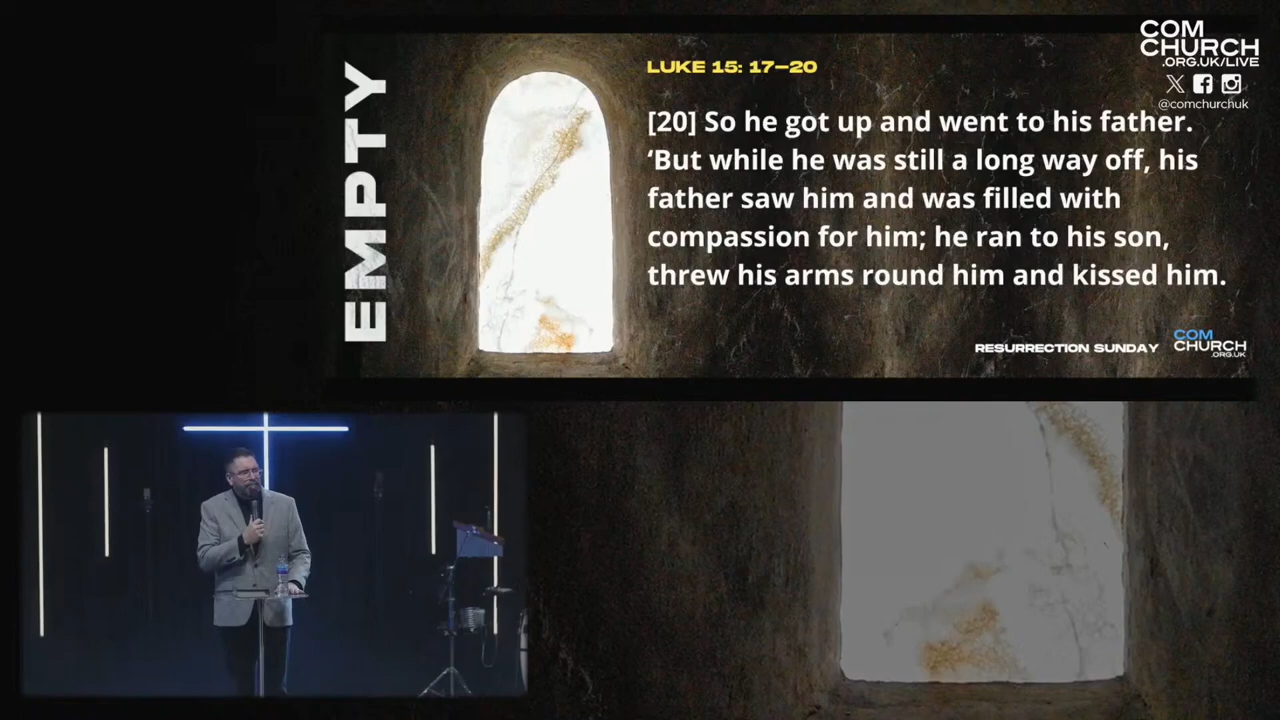 EMPTY
LUKE 15: 17–20
[20] So he got up and went to his father.
‘But while he was still a long way off, his
father saw him and was filled with
compassion for him; he ran to his son,
threw his arms round him and kissed him.
RESURRECTION SUNDAY
COM
CHURCH
.ORG.UK
COM
CHURCH
.ORG.UK/LIVE
@comchurchuk